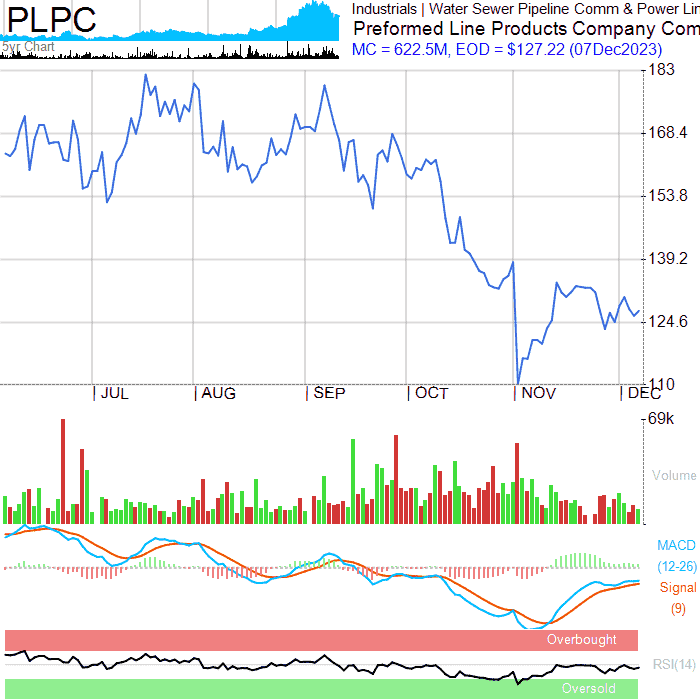 PLPC
5yr Chart
Industrials | Water Sewer Pipeline Comm & Power Lin
Preformed Line Products Company Com
MC = 622.5M, EOD = $127.22 (07Dec2023)
183
168.4
153.8
139.2
124.6
110
JUL AUG SEP OCT NOV DEC
69k
Volume
MACD
(12-26)
Signal
(9)
Overbought
RSI(14)
Oversold